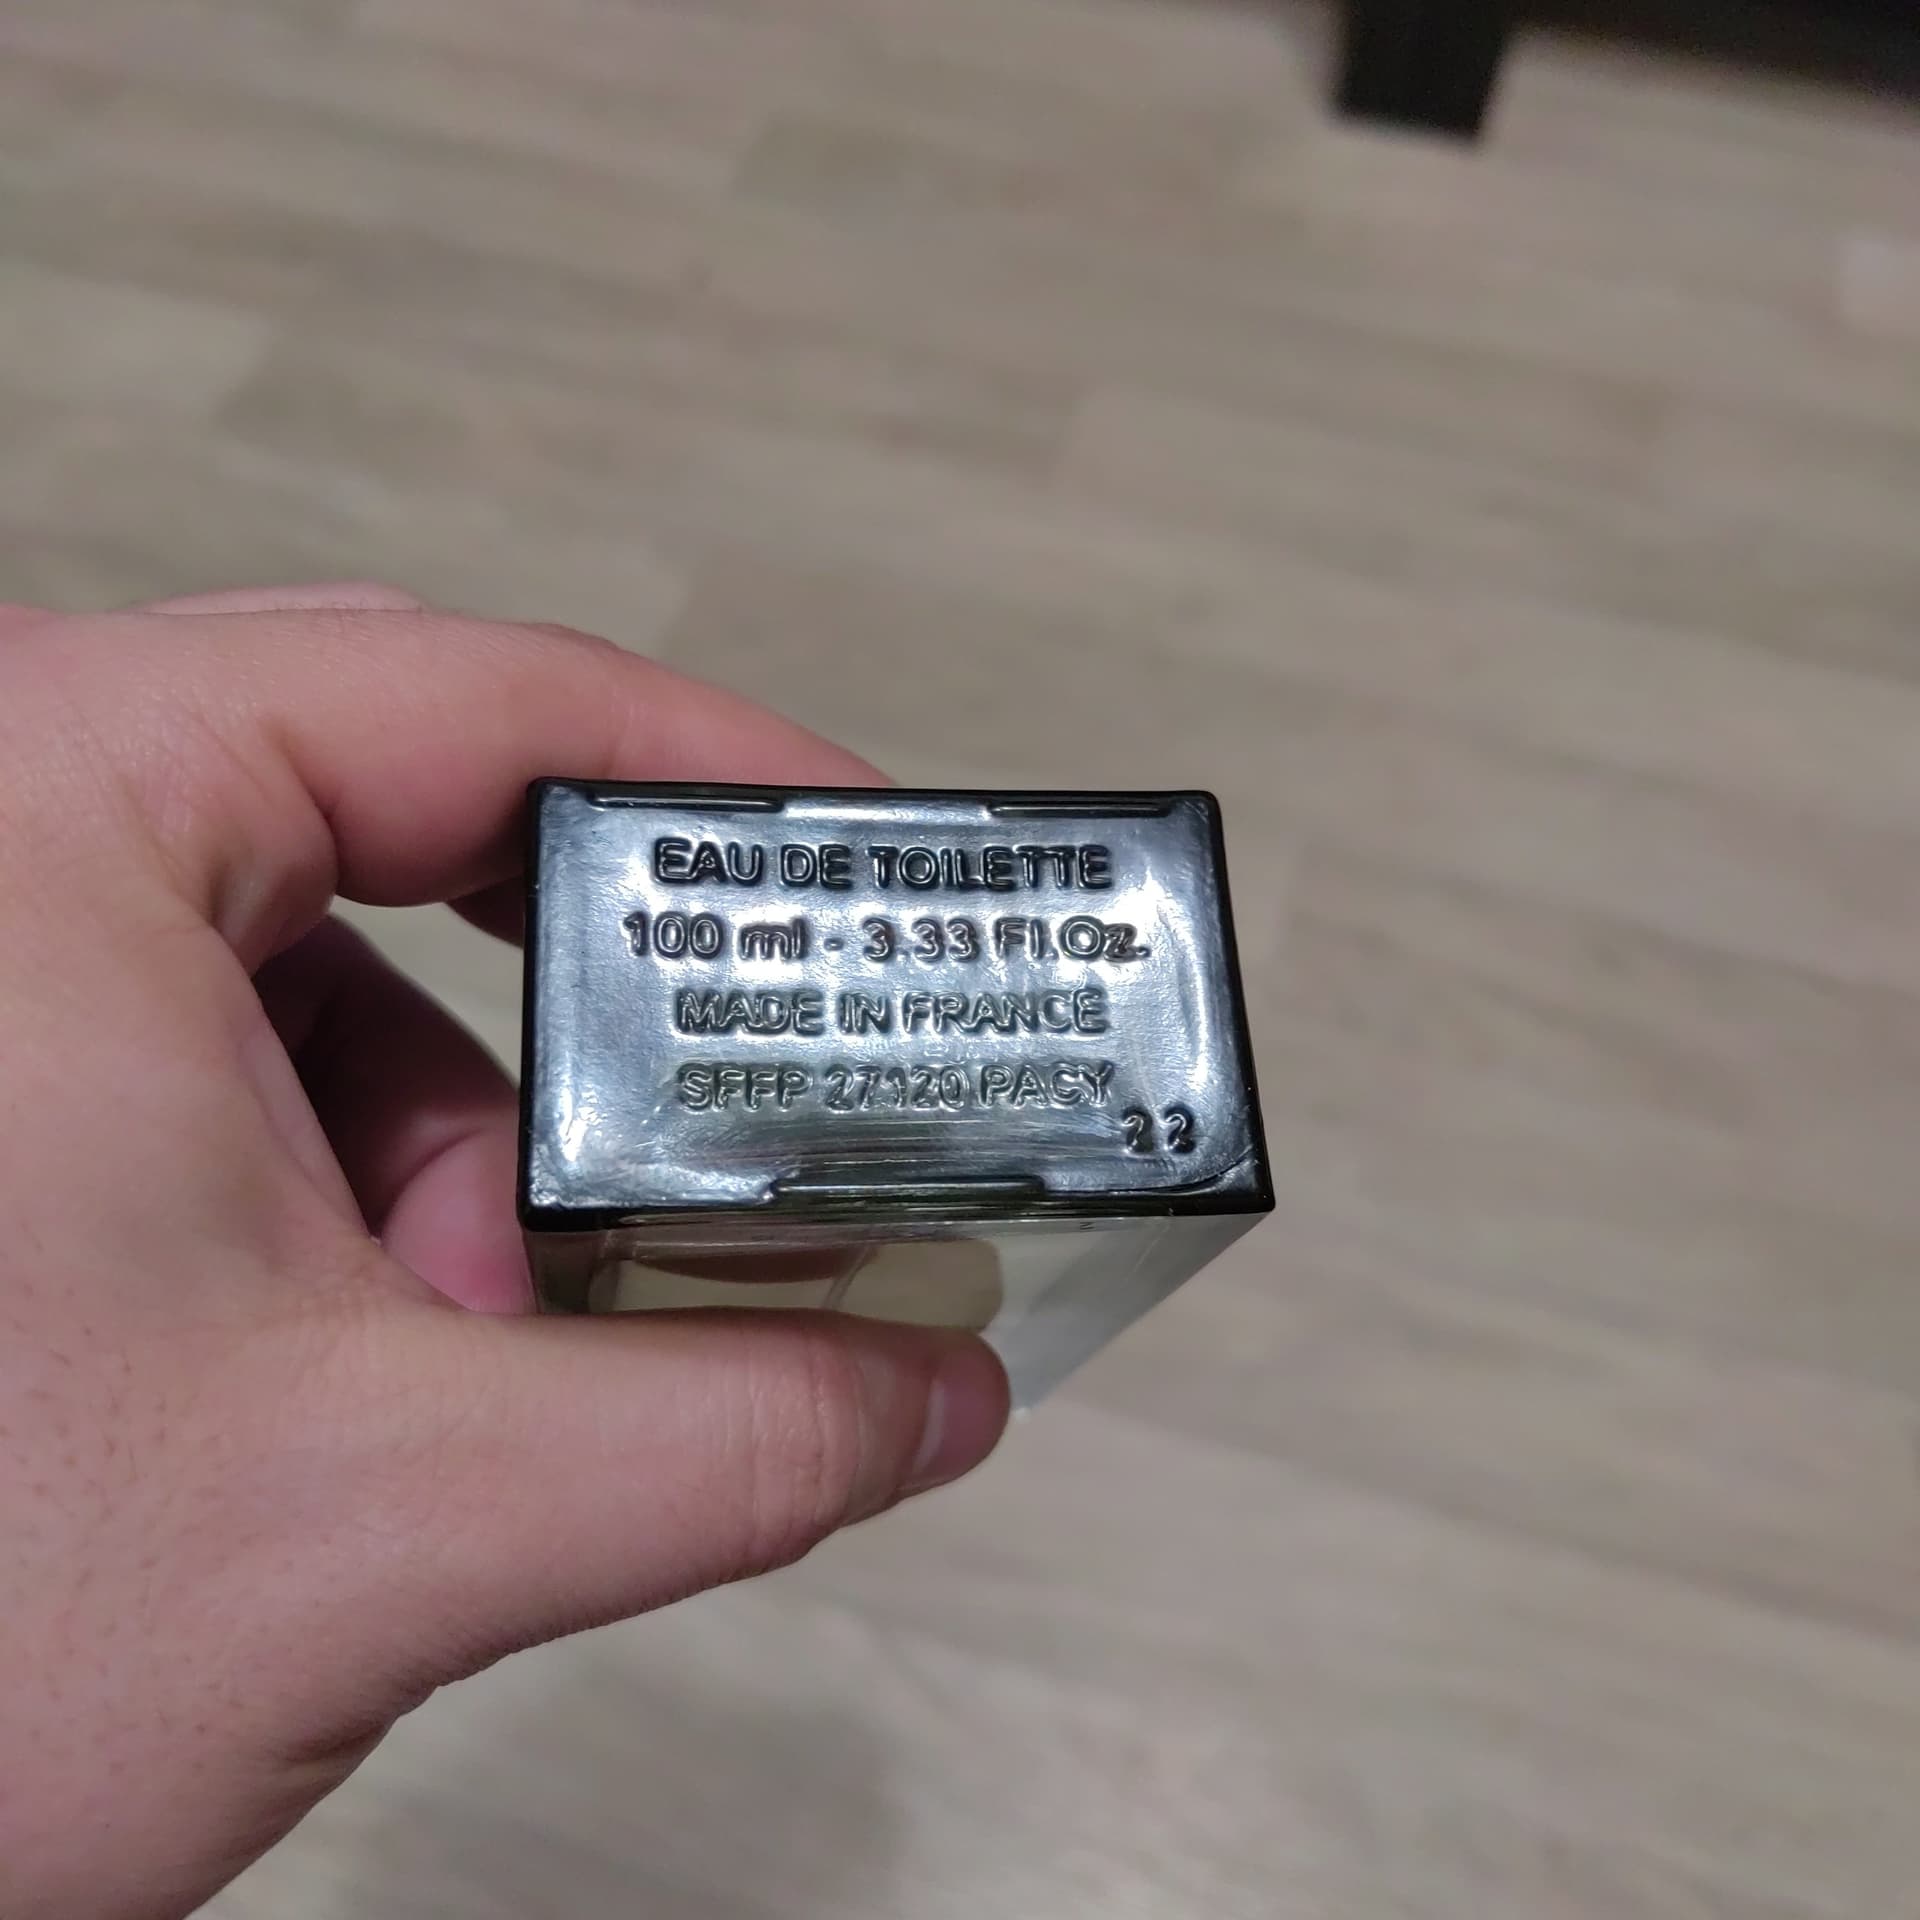 EAU DE TOILETTE
100 ml - 3.33 Fl.Oz.
MADE IN FRANCE
SFFP 27120 PACY
22